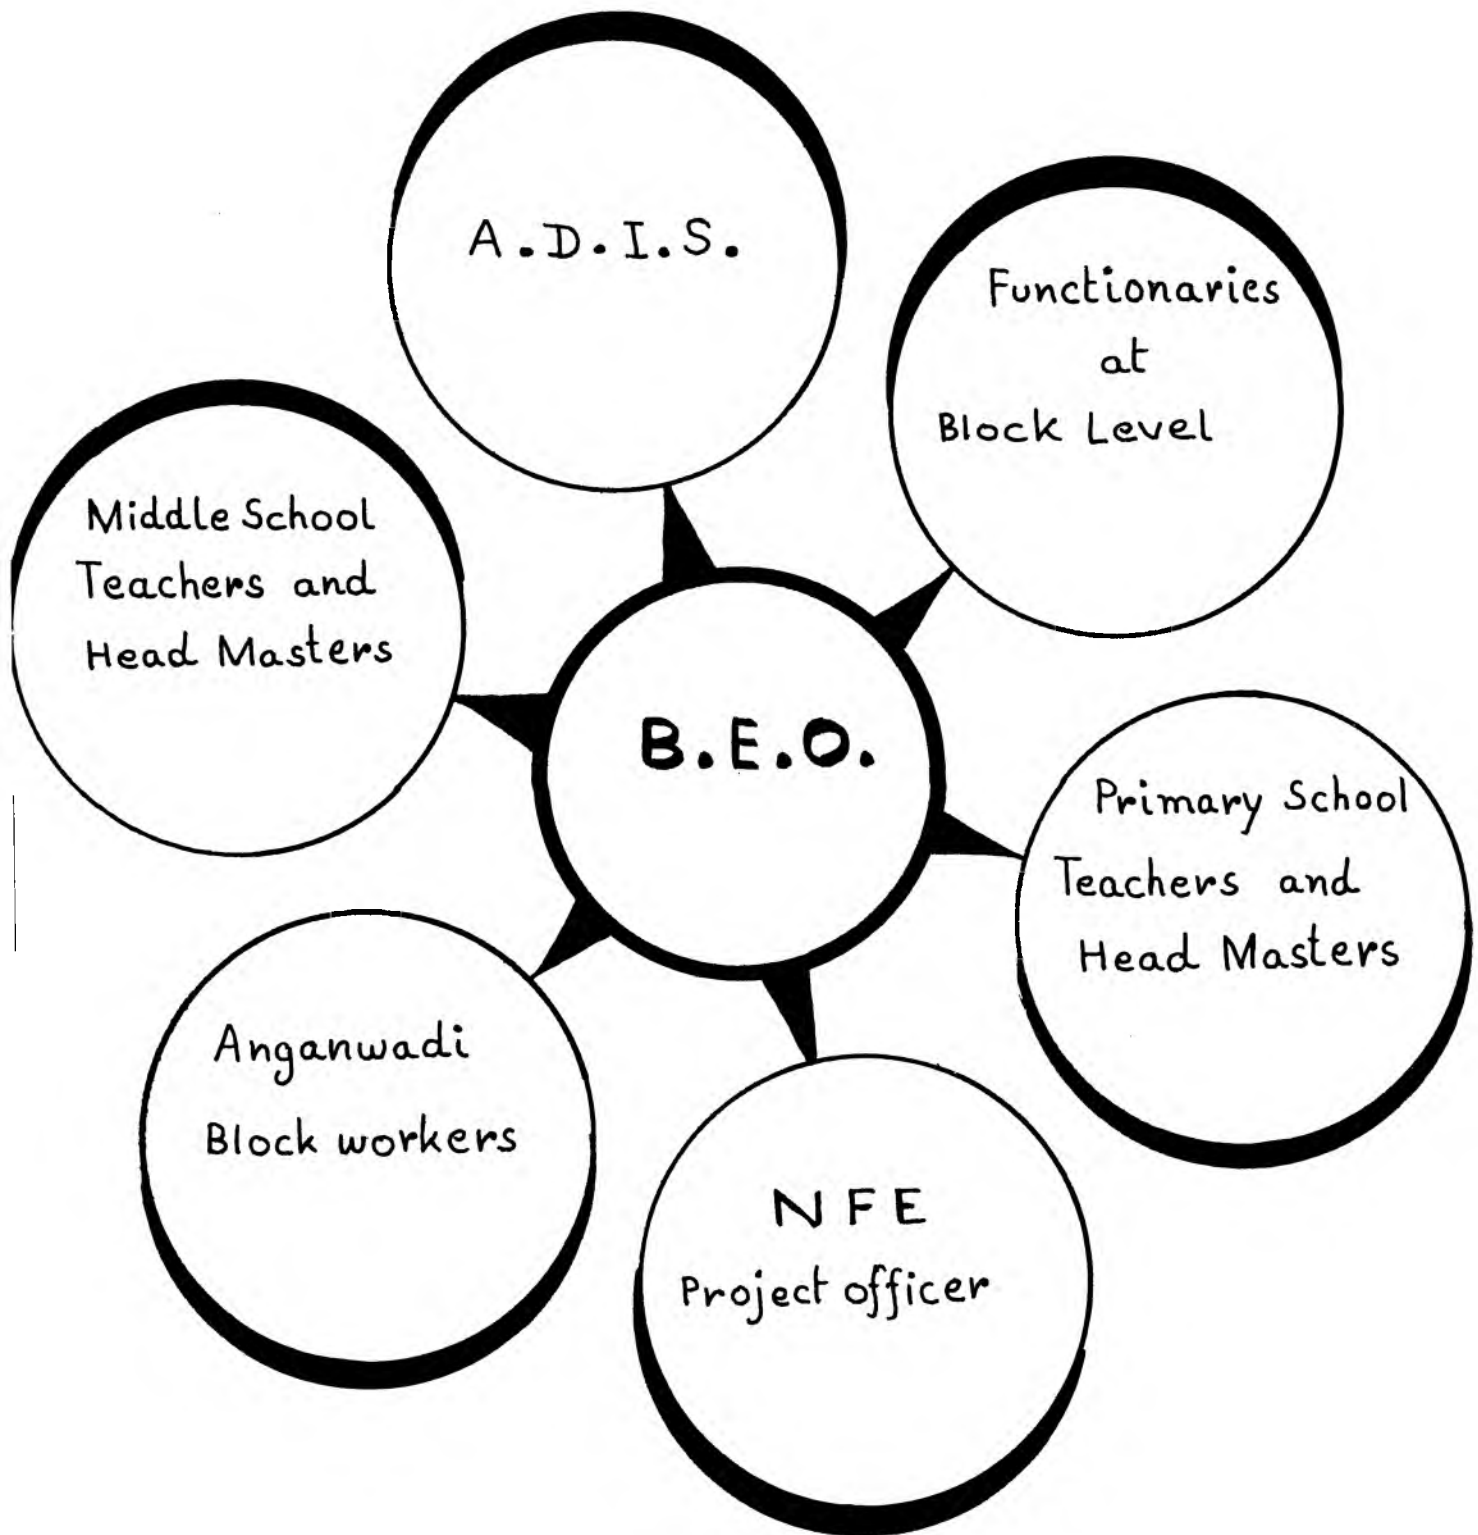 A.D.I.S.
Functionaries
at
Block Level
Middle School
Teachers and
Head Masters
B.E.O.
Primary School
Teachers and
Head Masters
Anganwadi
Block workers
NFE
Project officer